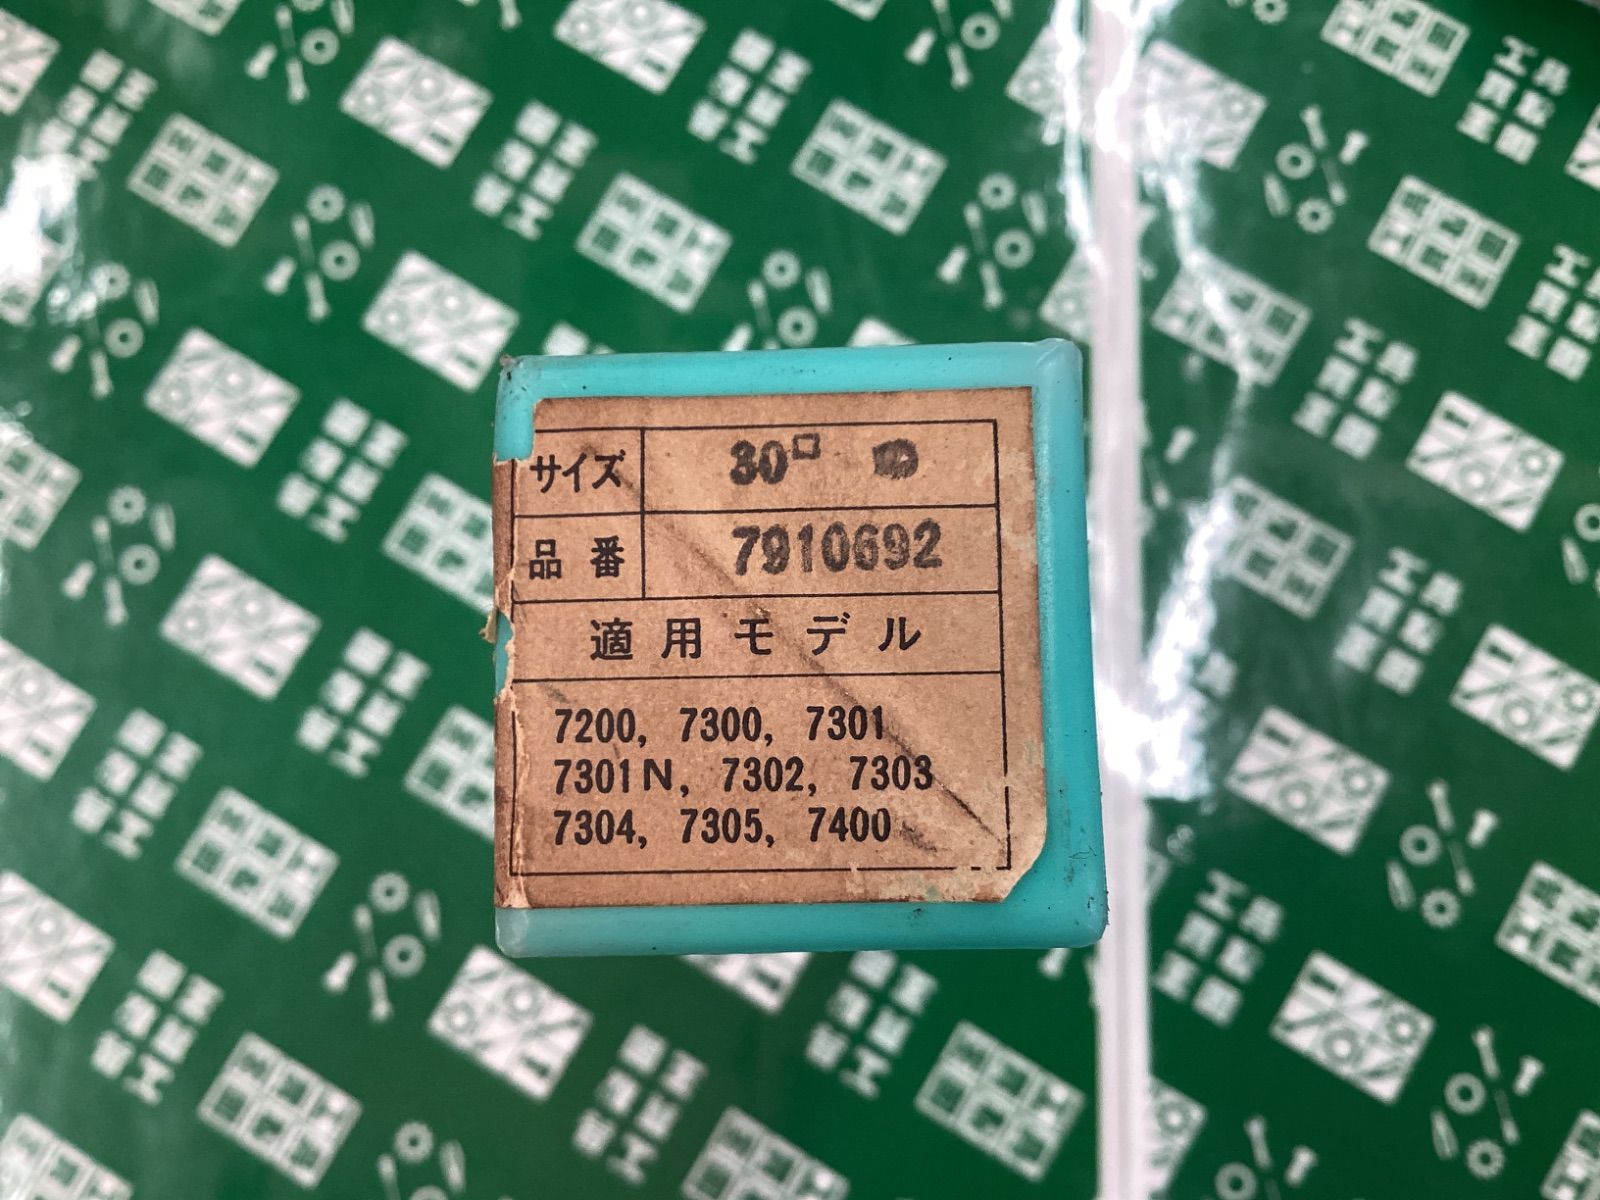 サイズ 30□
品番 7910692
適用モデル
7200, 7300, 7301
7301N, 7302, 7303
7304, 7305, 7400